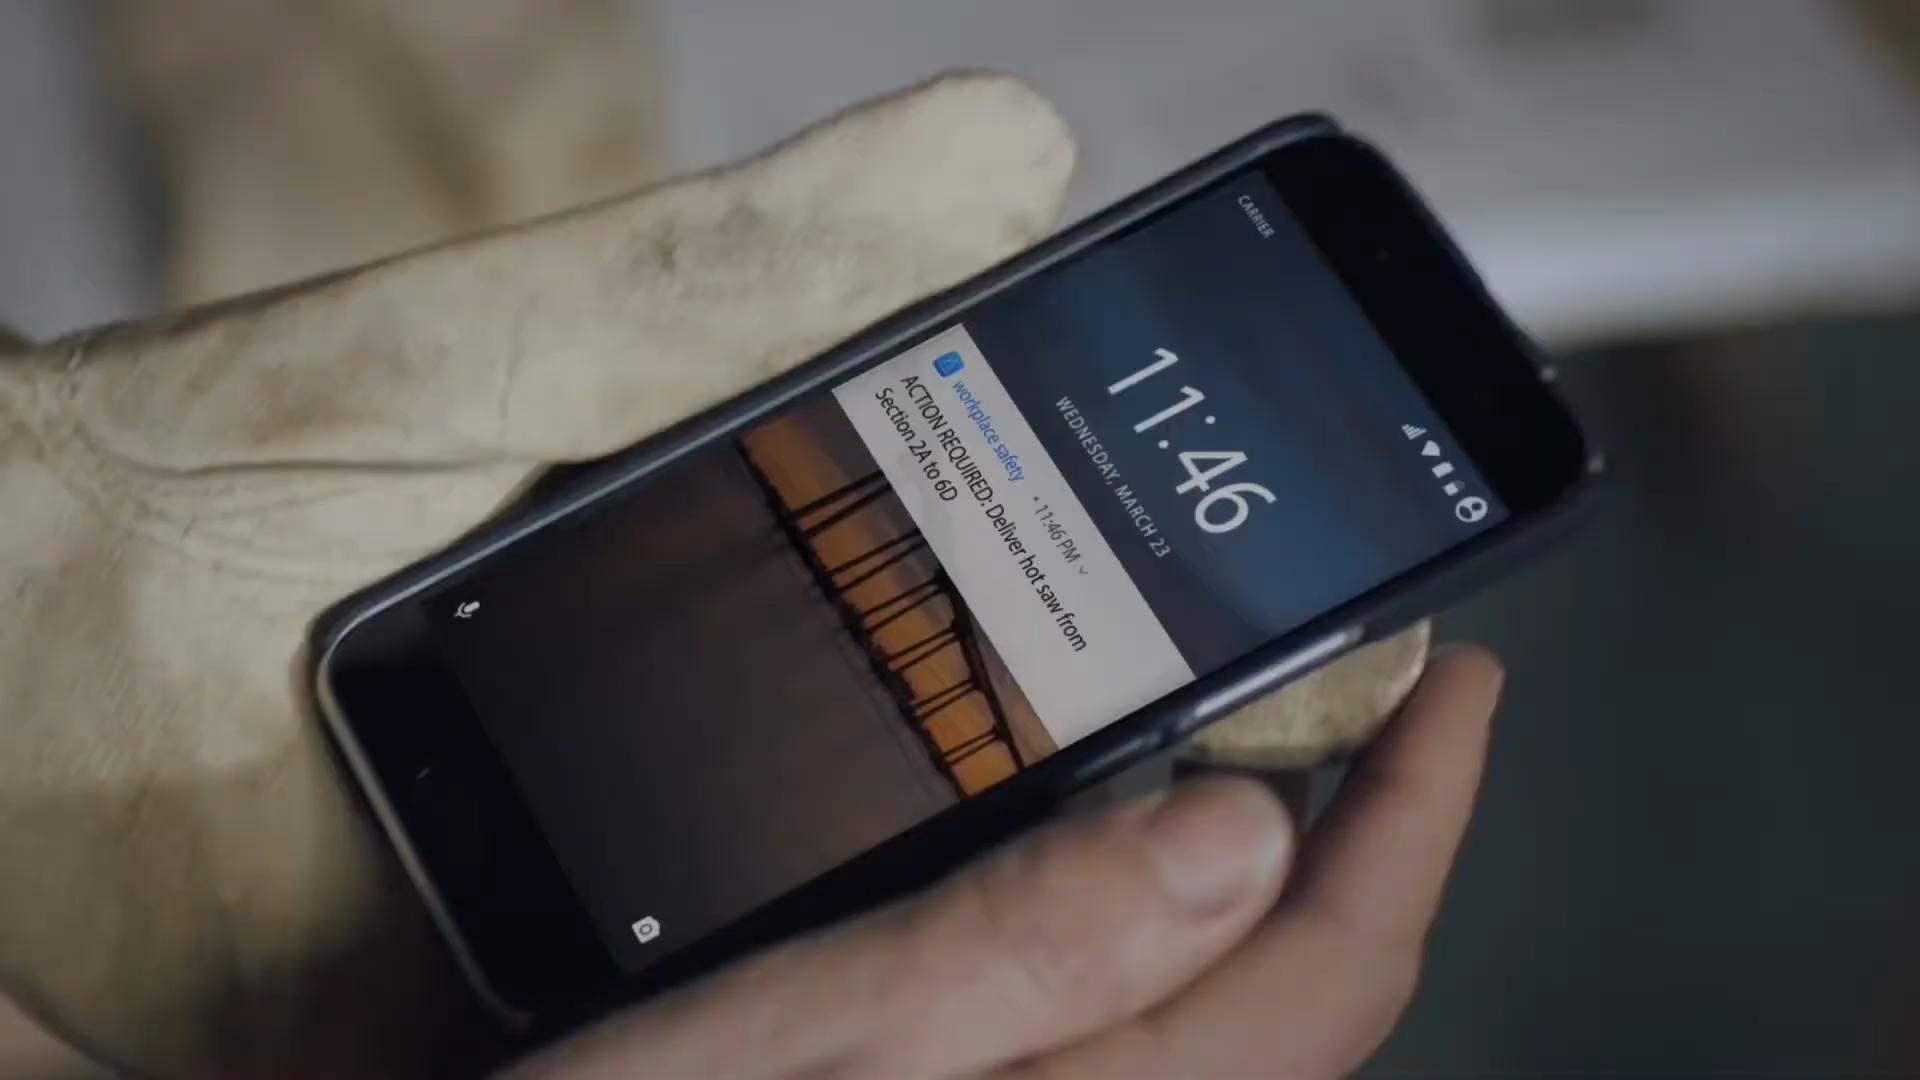 CARRIER
11:46
WEDNESDAY, MARCH 23
workplace safety • 11:46 PM
ACTION REQUIRED: Deliver hot saw from
Section 2A to 6D